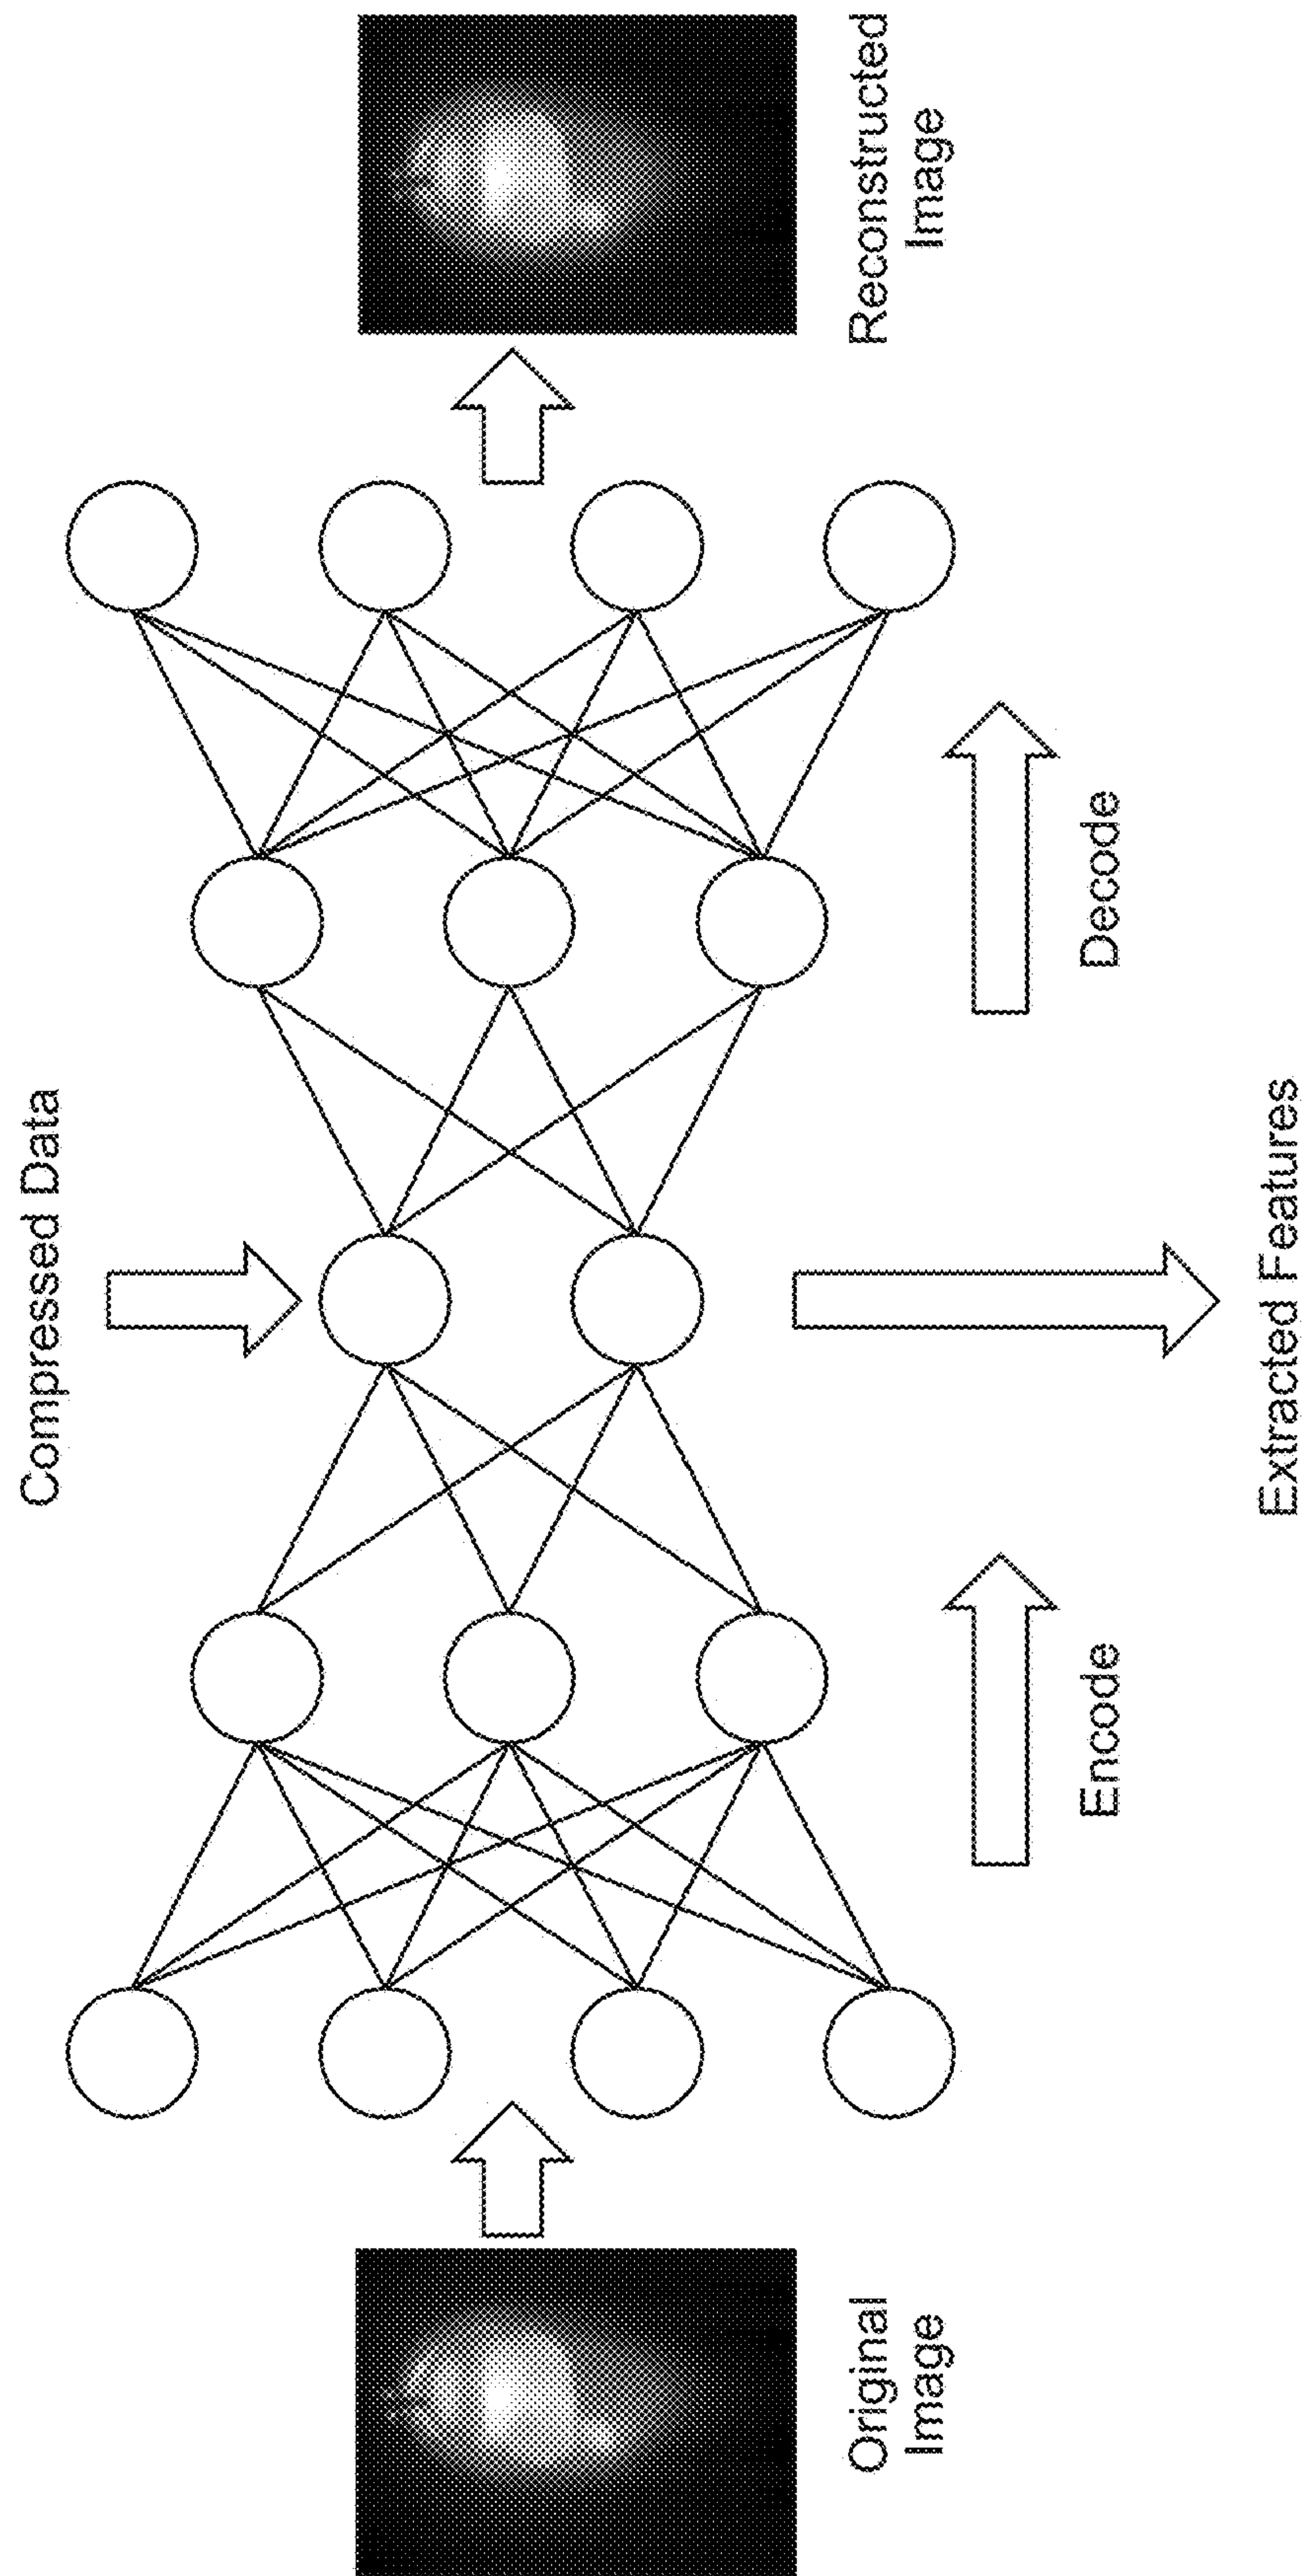 Compressed Data
Original
Image
Encode
Decode
Reconstructed
Image
Extracted Features